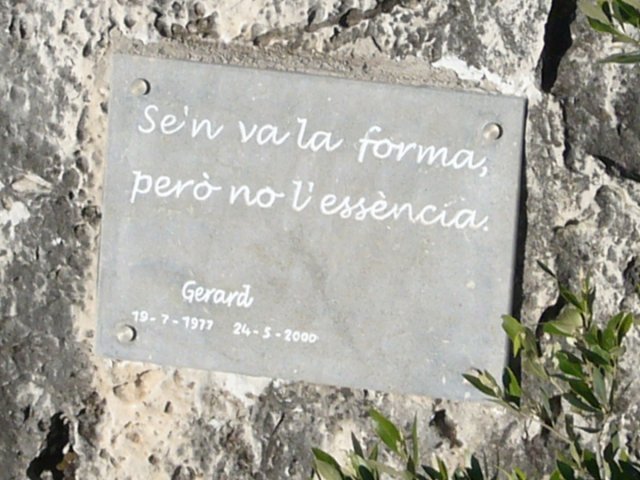 Se'n va la forma,
però no l'essència.
Gerard
19-7-1977 24-5-2000